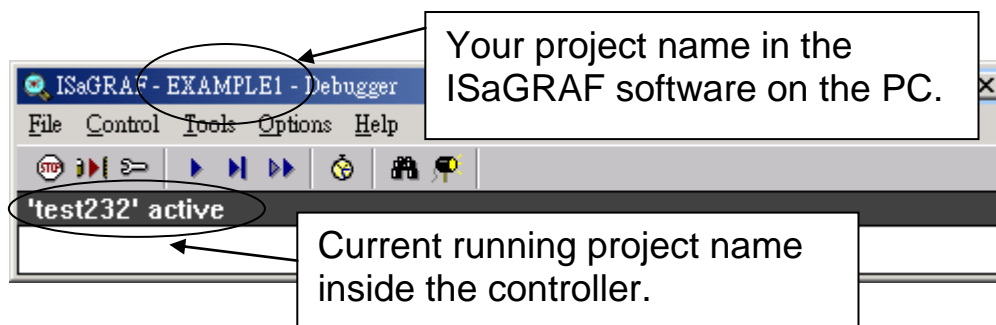 Your project name in the
ISaGRAF software on the PC.
ISaGRAF - EXAMPLE1 - Debugger
File Control Tools Options Help
STOP
'test232' active
Current running project name
inside the controller.